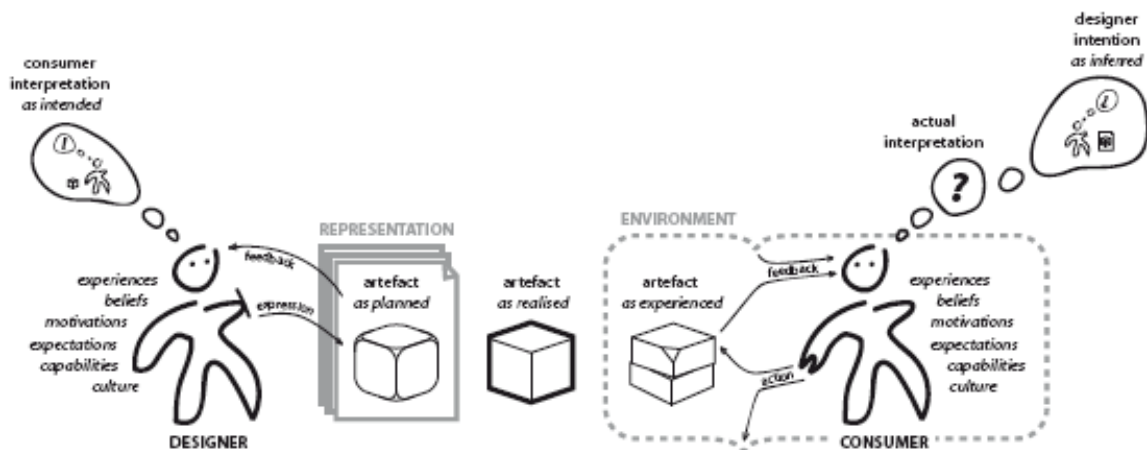 consumer
interpretation
as intended
designer
intention
as inferred
actual
interpretation
?
REPRESENTATION
ENVIRONMENT
feedback
expression
artefact
as planned
artefact
as realised
artefact
as experienced
feedback
action
experiences
beliefs
motivations
expectations
capabilities
culture
experiences
beliefs
motivations
expectations
capabilities
culture
DESIGNER
CONSUMER